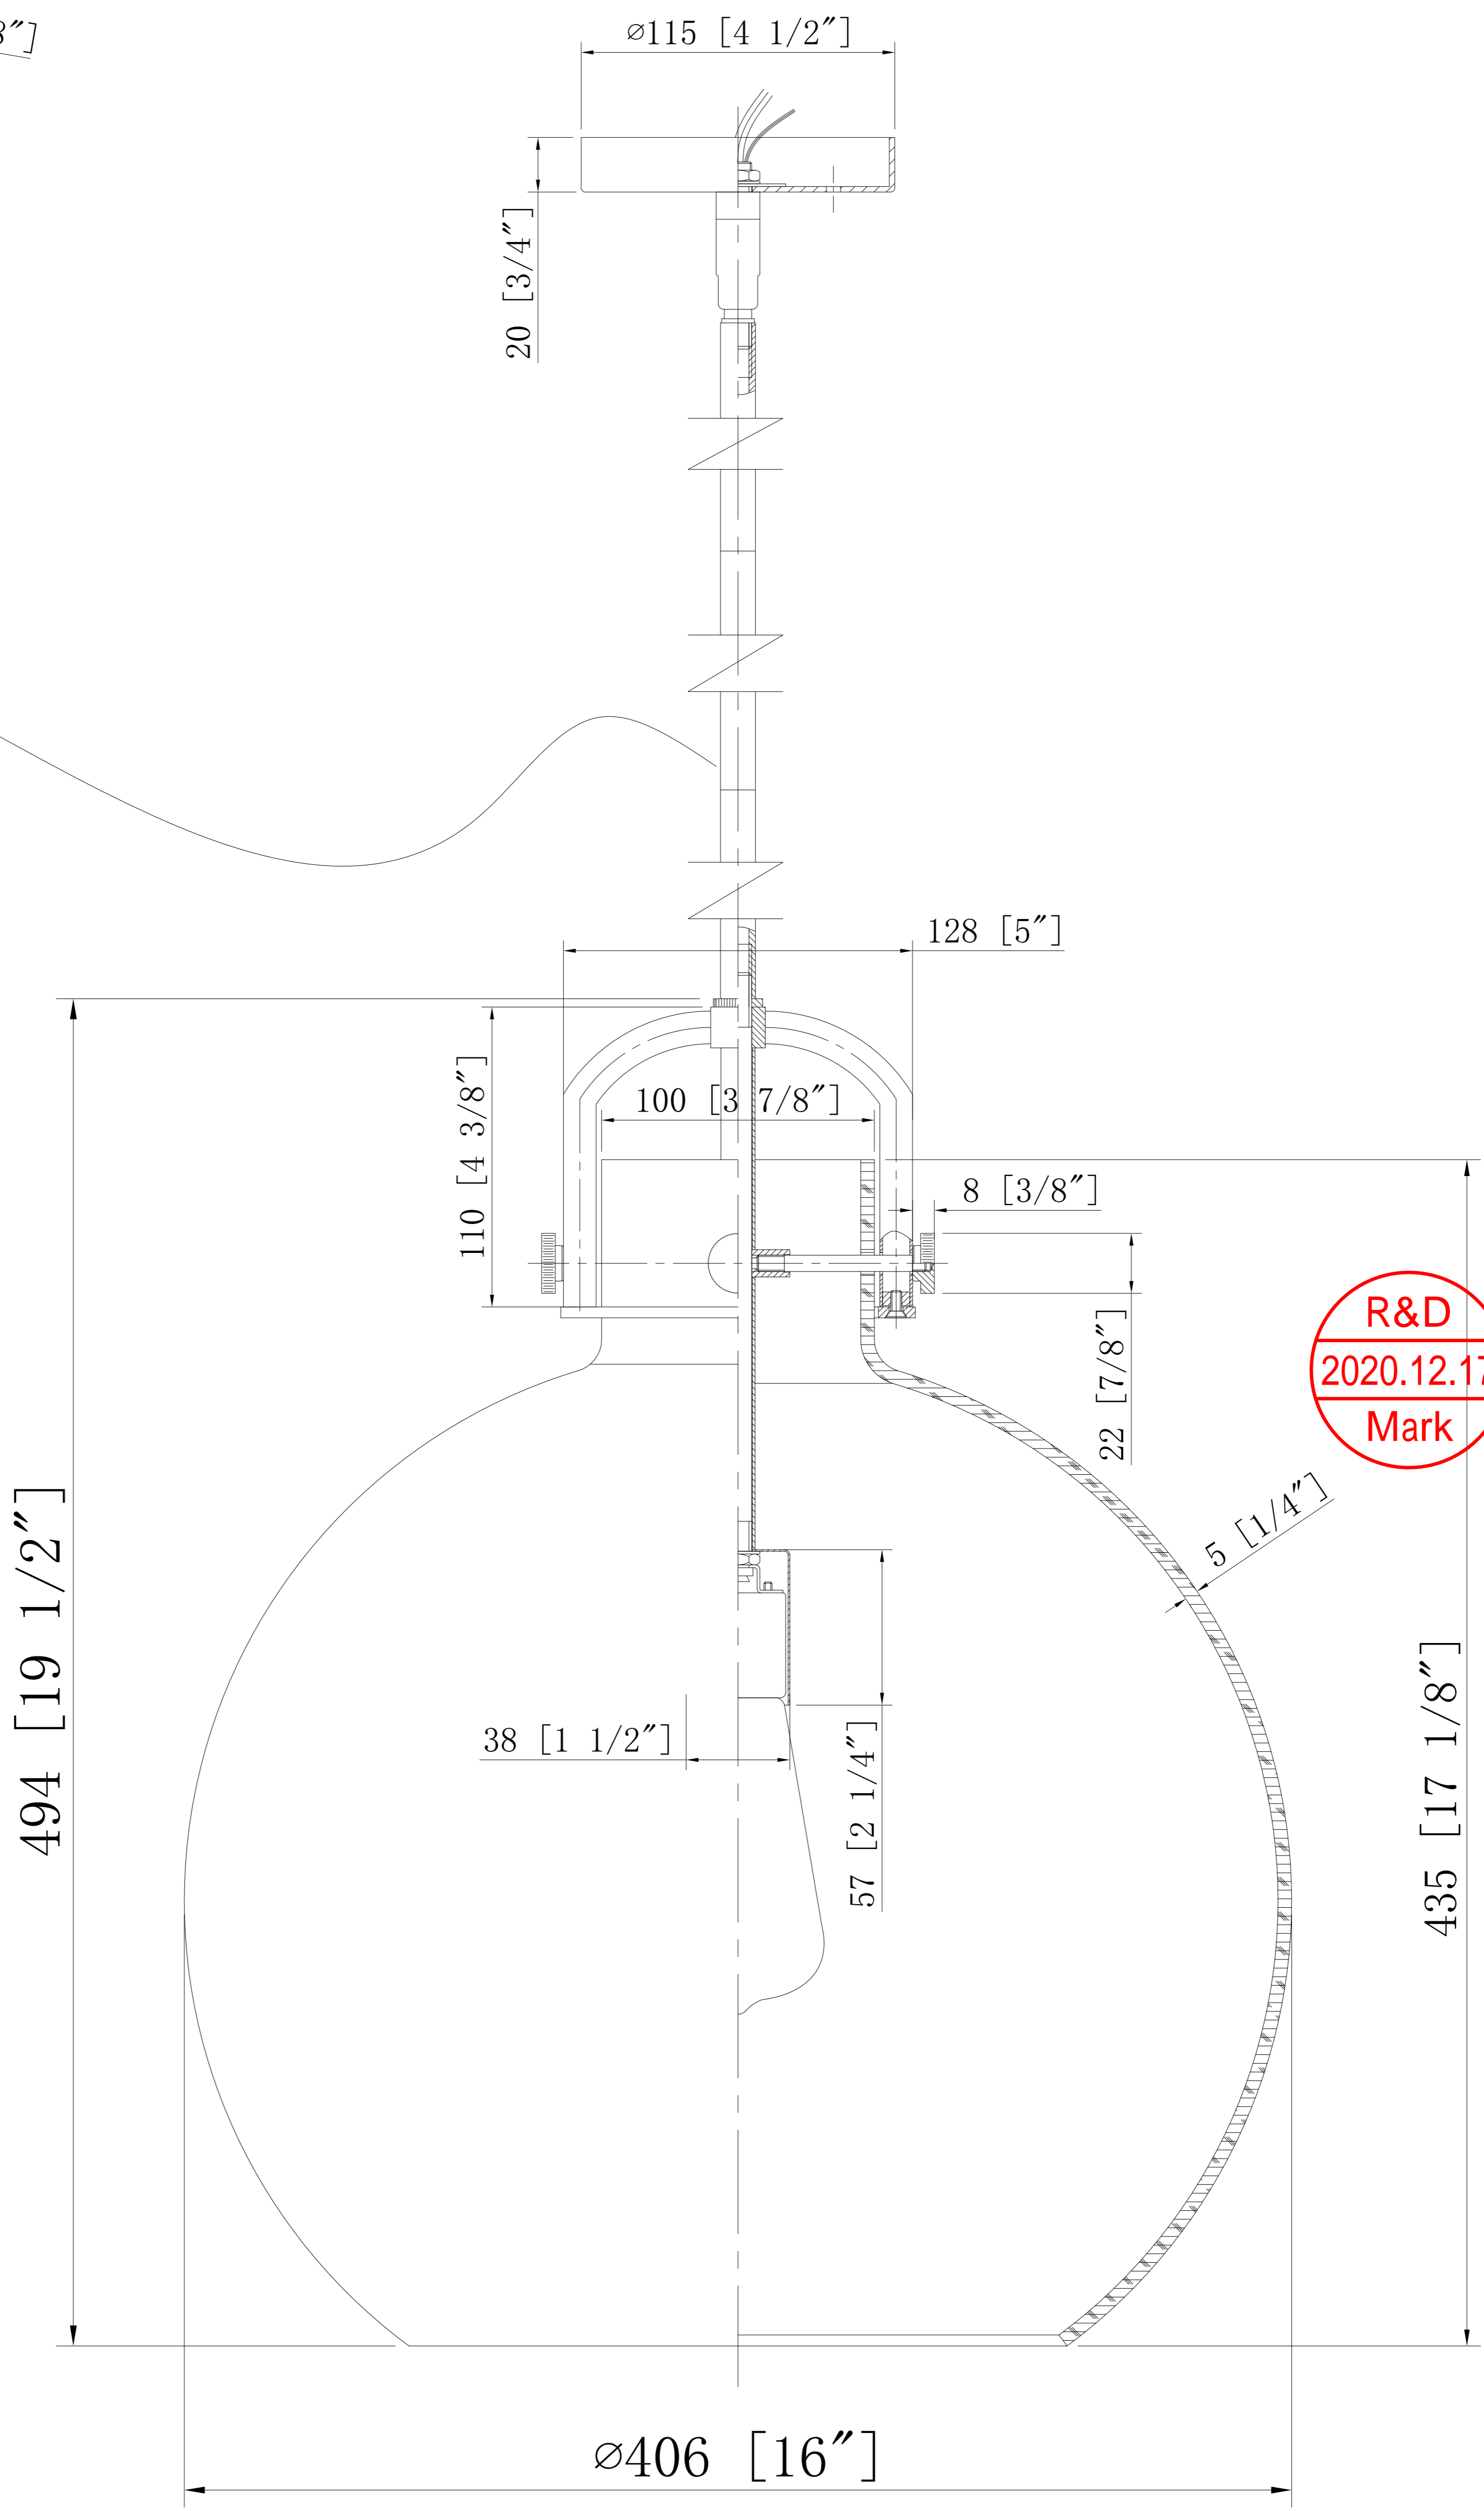 8″]
⌀115 [4 1/2″]
20 [3/4″]
128 [5″]
110 [4 3/8″]
100 [3 7/8″]
8 [3/8″]
22 [7/8″]
R&D
2020.12.17
Mark
5 [1/4″]
494 [19 1/2″]
435 [17 1/8″]
38 [1 1/2″]
57 [2 1/4″]
⌀406 [16″]